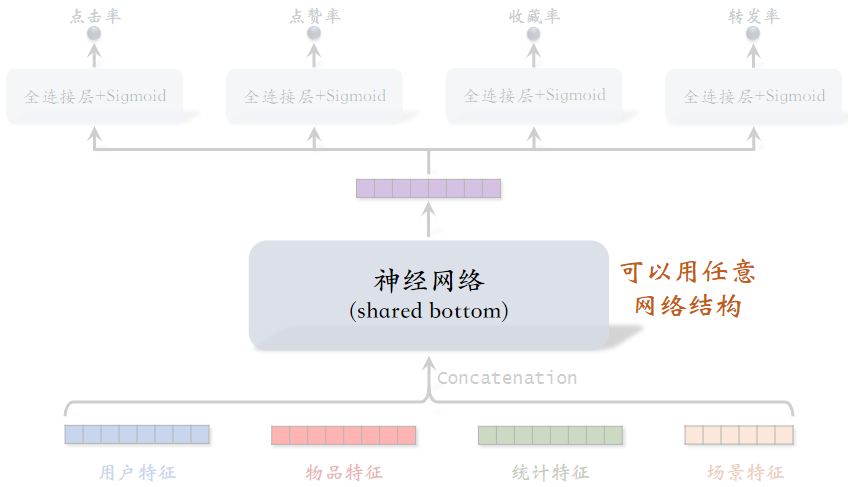 点击率 点赞率 收藏率 转发率
全连接层+Sigmoid 全连接层+Sigmoid 全连接层+Sigmoid 全连接层+Sigmoid
神经网络
(shared bottom)
可以用任意
网络结构
Concatenation
用户特征 物品特征 统计特征 场景特征